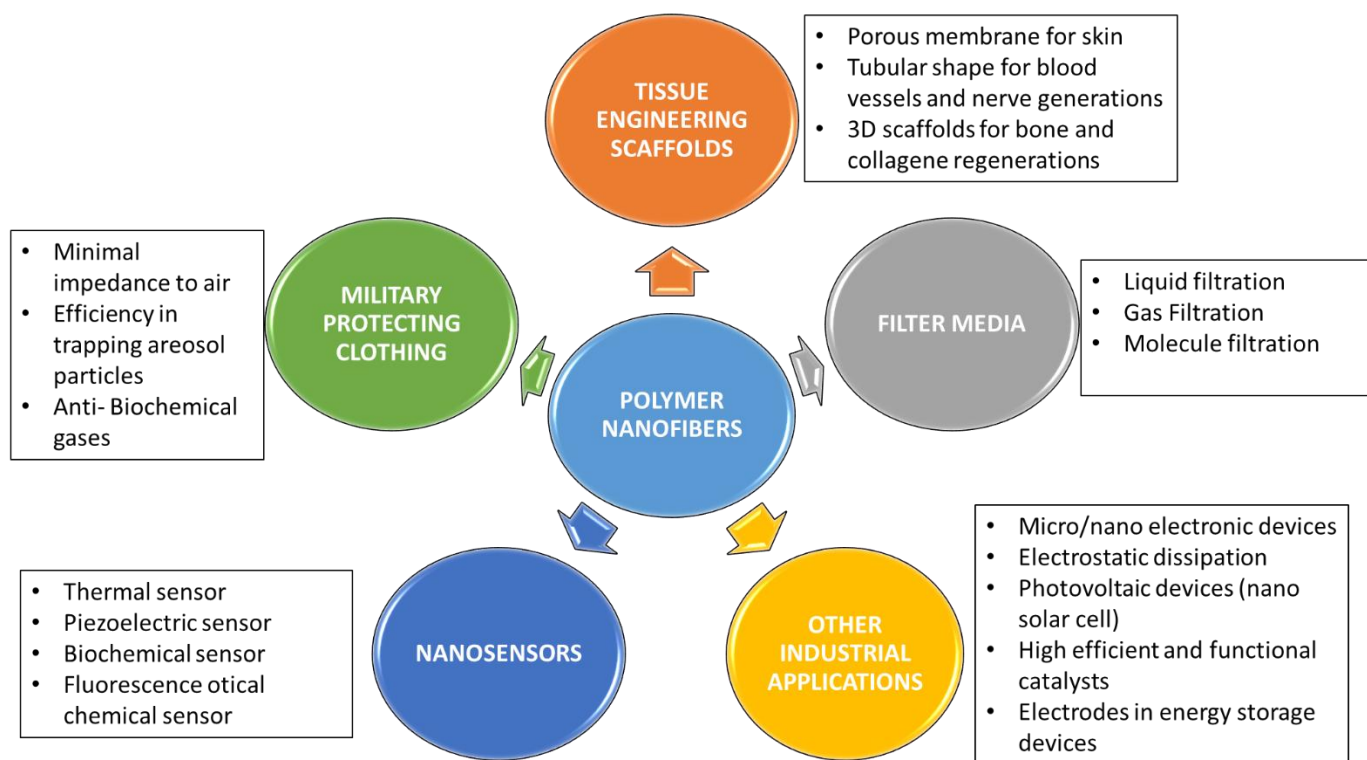 TISSUE
ENGINEERING
SCAFFOLDS
• Porous membrane for skin
• Tubular shape for blood
vessels and nerve generations
• 3D scaffolds for bone and
collagene regenerations
• Minimal
impedance to air
• Efficiency in
trapping areosol
particles
• Anti- Biochemical
gases
MILITARY
PROTECTING
CLOTHING
FILTER MEDIA
• Liquid filtration
• Gas Filtration
• Molecule filtration
POLYMER
NANOFIBERS
• Thermal sensor
• Piezoelectric sensor
• Biochemical sensor
• Fluorescence otical
chemical sensor
NANOSENSORS
OTHER
INDUSTRIAL
APPLICATIONS
• Micro/nano electronic devices
• Electrostatic dissipation
• Photovoltaic devices (nano
solar cell)
• High efficient and functional
catalysts
• Electrodes in energy storage
devices